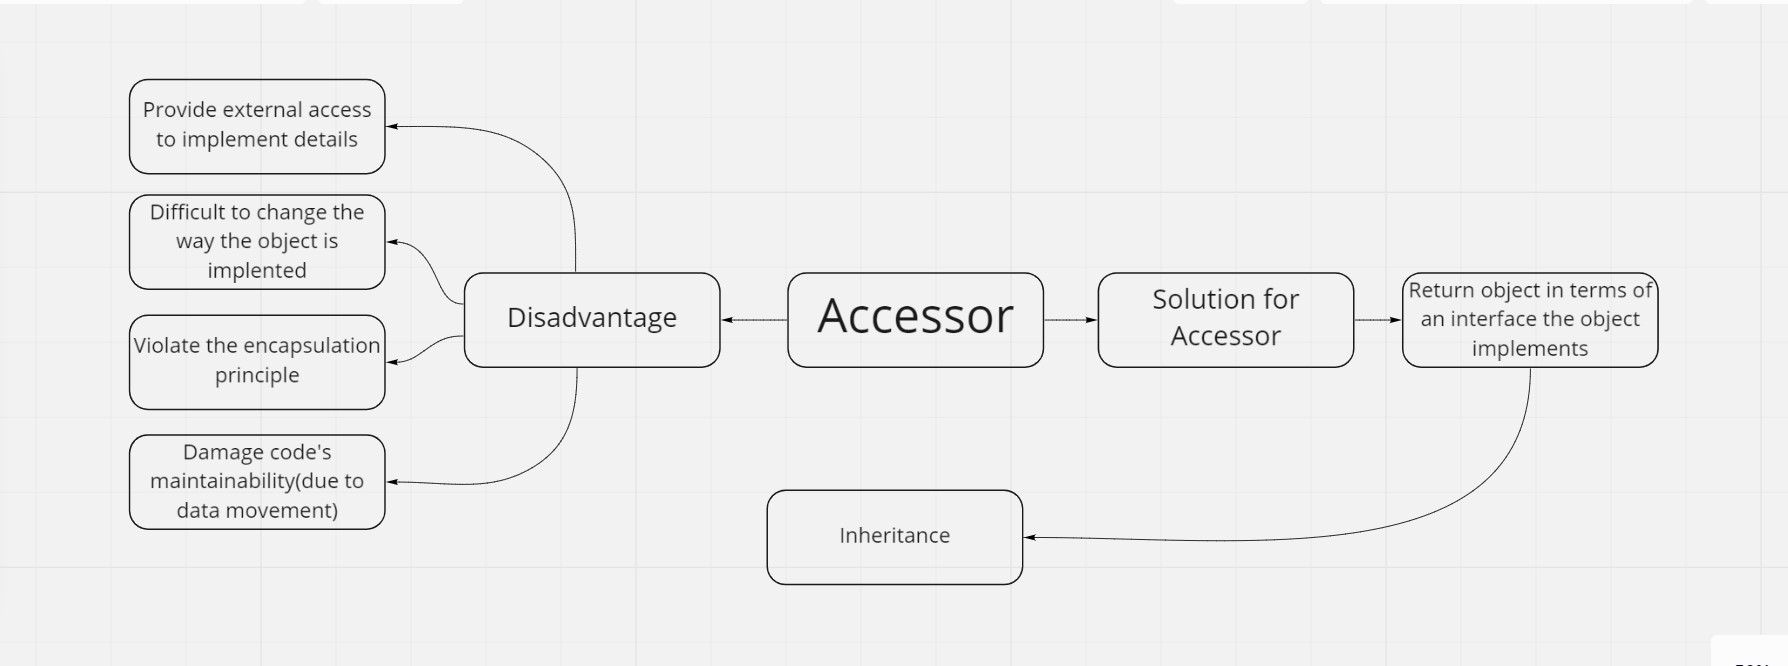 Provide external access
to implement details
Difficult to change the
way the object is
implented
Violate the encapsulation
principle
Damage code's
maintainability(due to
data movement)
Disadvantage
Accessor
Solution for
Accessor
Return object in terms of
an interface the object
implements
Inheritance